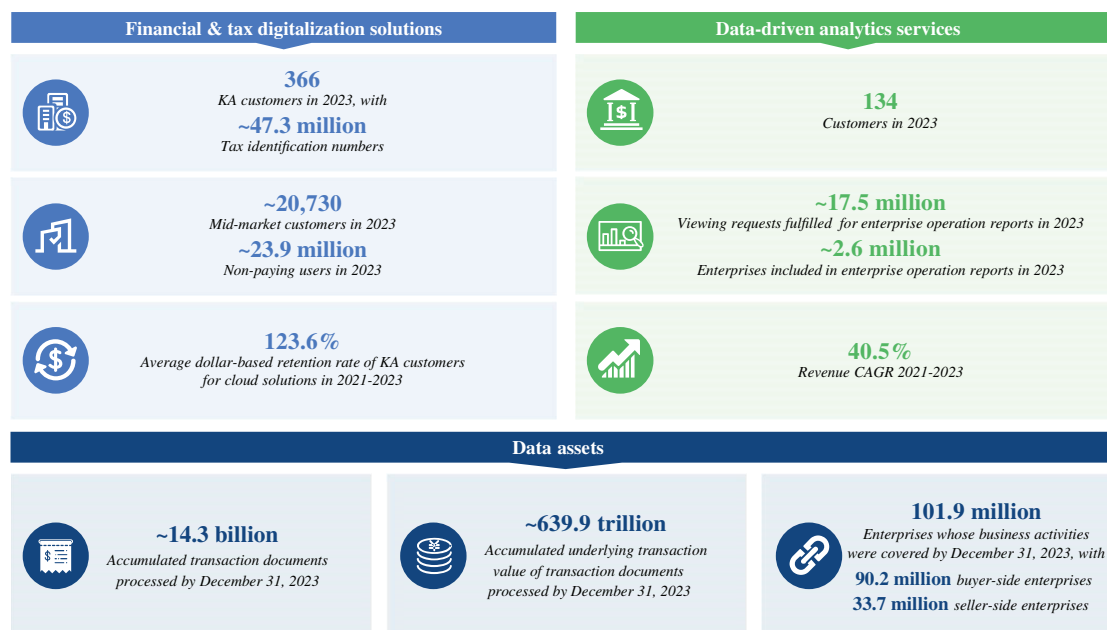 Financial & tax digitalization solutions
366
KA customers in 2023, with
~47.3 million
Tax identification numbers
~20,730
Mid-market customers in 2023
~23.9 million
Non-paying users in 2023
123.6%
Average dollar-based retention rate of KA customers
for cloud solutions in 2021-2023
Data-driven analytics services
134
Customers in 2023
~17.5 million
Viewing requests fulfilled for enterprise operation reports in 2023
~2.6 million
Enterprises included in enterprise operation reports in 2023
40.5%
Revenue CAGR 2021-2023
Data assets
~14.3 billion
Accumulated transaction documents
processed by December 31, 2023
~639.9 trillion
Accumulated underlying transaction
value of transaction documents
processed by December 31, 2023
101.9 million
Enterprises whose business activities
were covered by December 31, 2023, with
90.2 million buyer-side enterprises
33.7 million seller-side enterprises